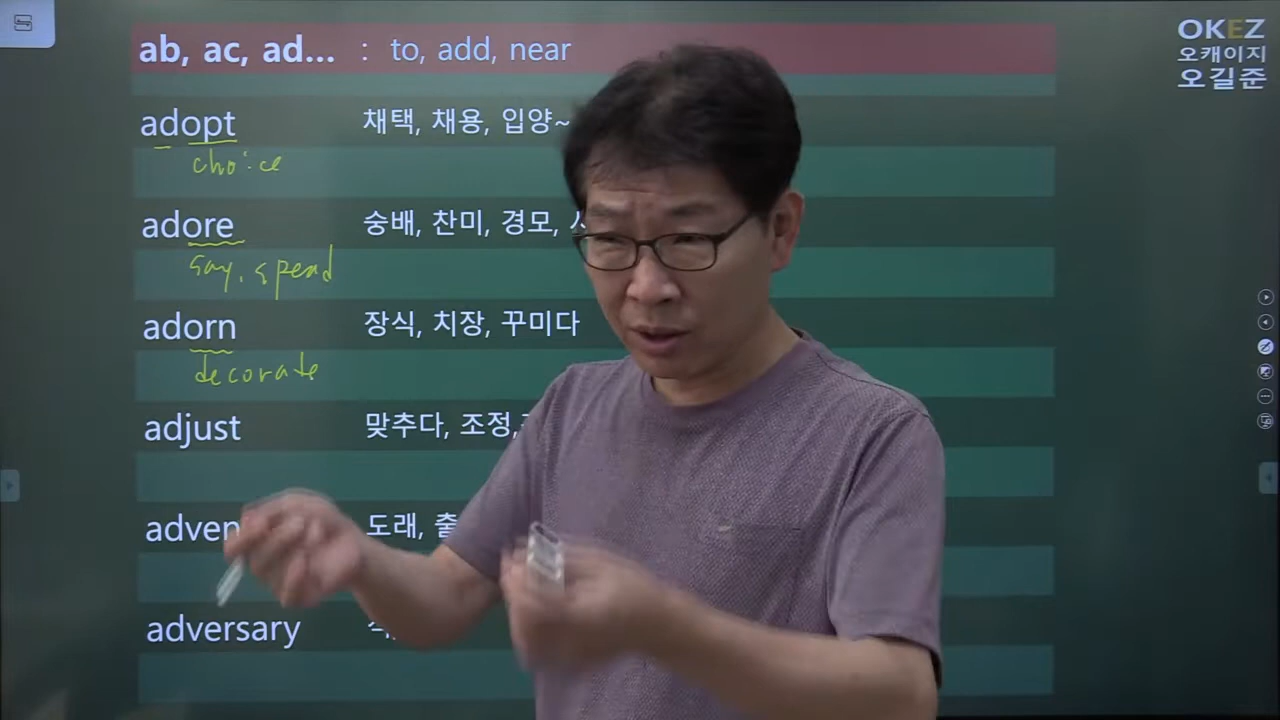 ab, ac, ad... : to, add, near
OKEZ
오캐이지
오길준
adopt 채택, 채용, 입양~
choice
adore 숭배, 찬미, 경모,
say, spead
adorn 장식, 치장, 꾸미다
decorate
adjust 맞추다, 조정,
adven 도래,
adversary